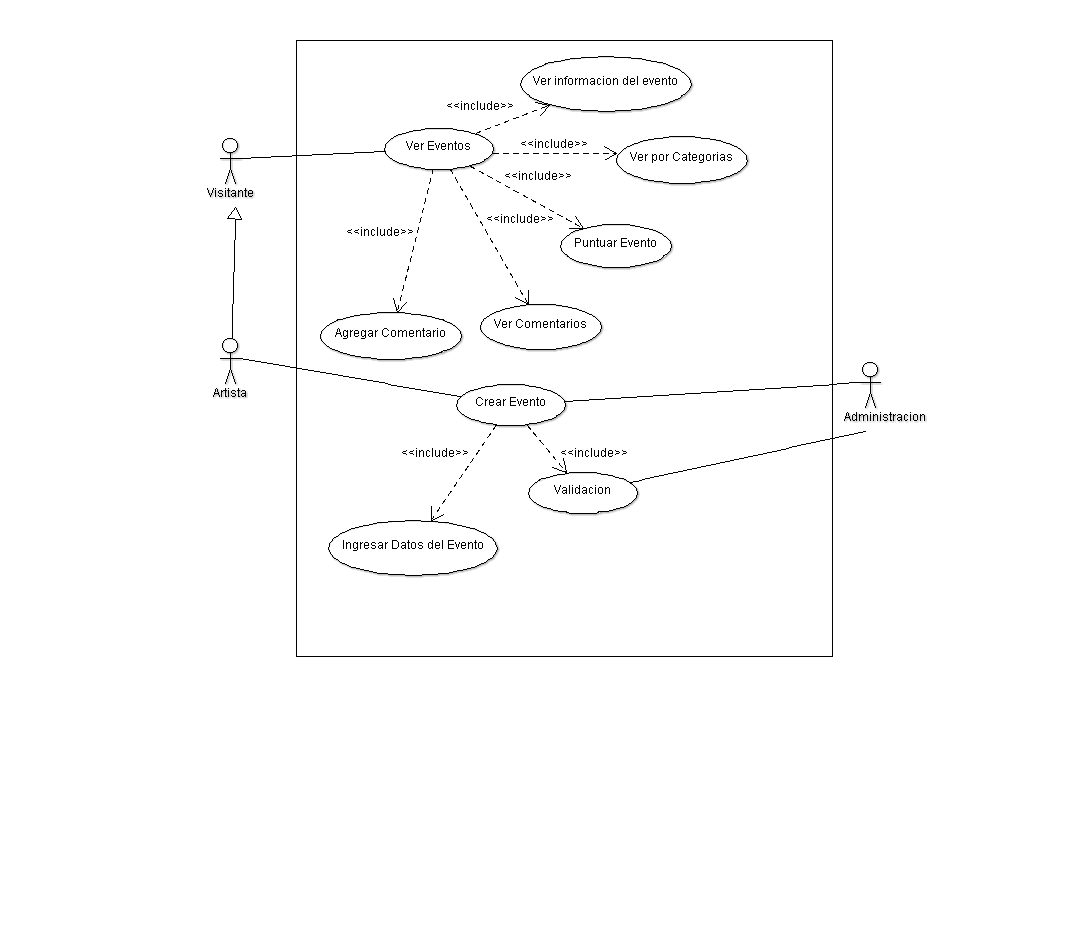 Ver informacion del evento
<<include>>
Ver Eventos
<<include>>
Ver por Categorias
<<include>>
Visitante
<<include>>
<<include>>
Puntuar Evento
Agregar Comentario
Ver Comentarios
Artista
Crear Evento
Administracion
<<include>>
<<include>>
Validacion
Ingresar Datos del Evento